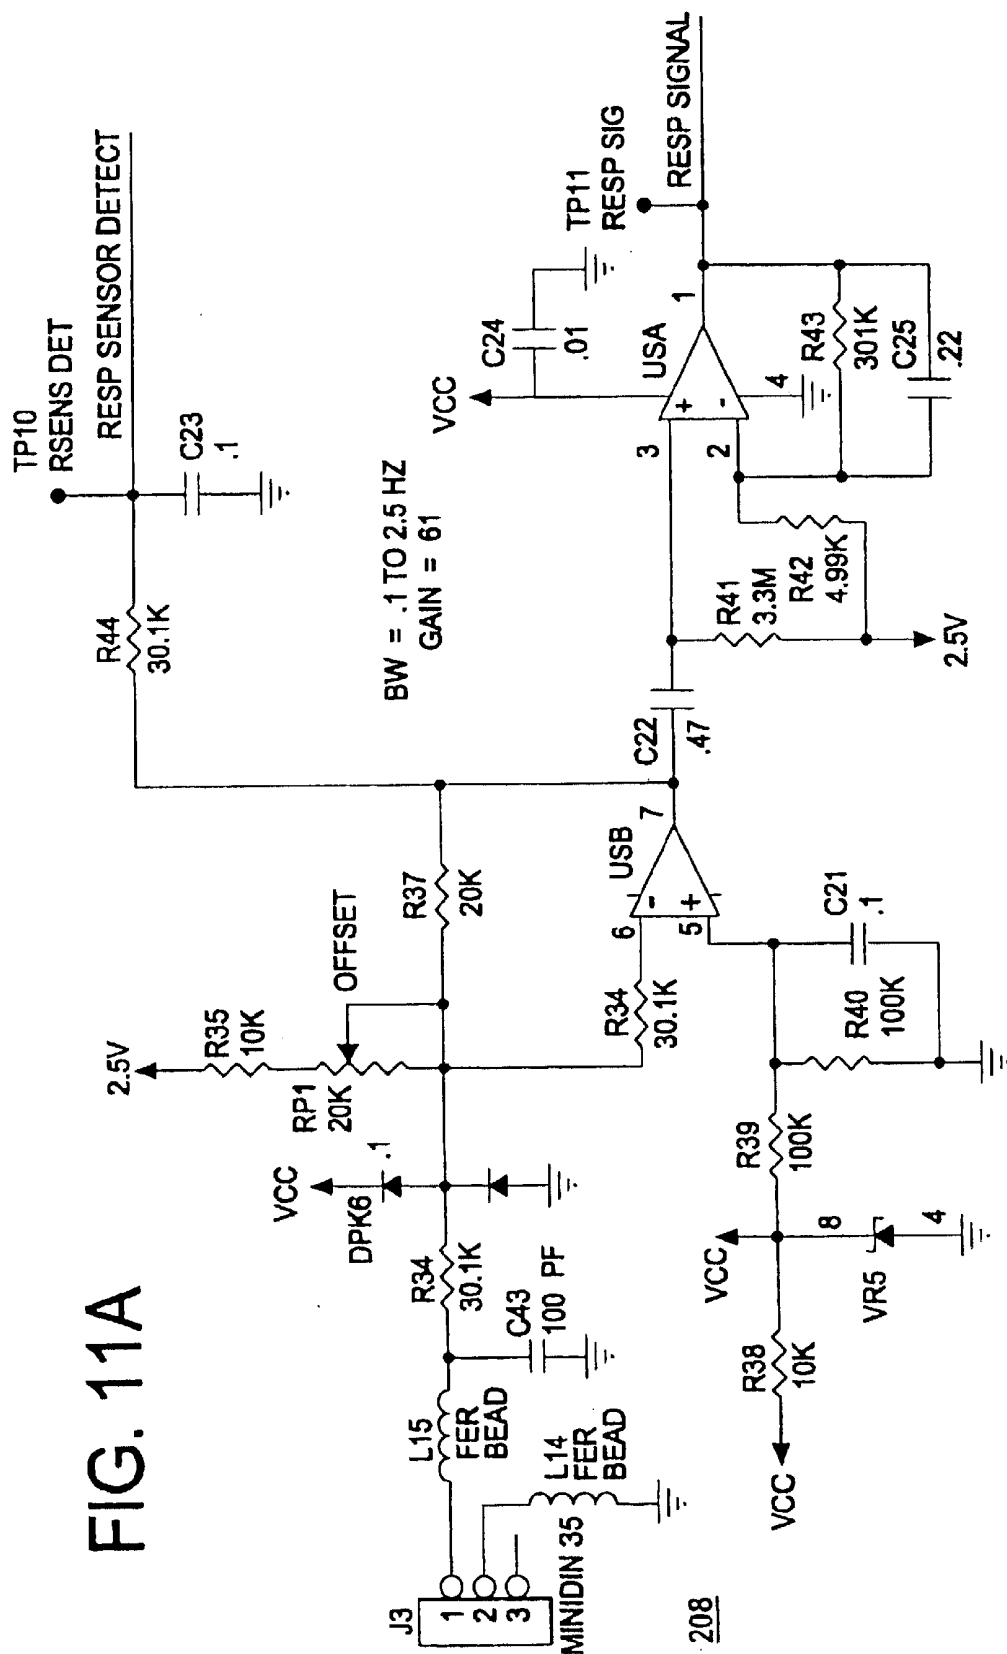 FIG. 11A
TP10
RSENS DET
RESP SENSOR DETECT
R44
30.1K
C23
.1
BW = .1 TO 2.5 HZ
GAIN = 61
2.5V
R35
10K
RP1
20K
OFFSET
R37
20K
VCC
DPK6
.1
R34
30.1K
L15
FER
BEAD
C43
100 PF
J3
1
2
3
MINIDIN 35
L14
FER
BEAD
R34
30.1K
6
5
-
+
USB
7
C22
.47
VCC
C24
.01
3
2
+
-
USA
1
4
TP11
RESP SIG
RESP SIGNAL
R41
3.3M
R42
4.99K
2.5V
R43
301K
C25
.22
VCC
R38
10K
VCC
8
VR5
4
R39
100K
R40
100K
C21
.1
208